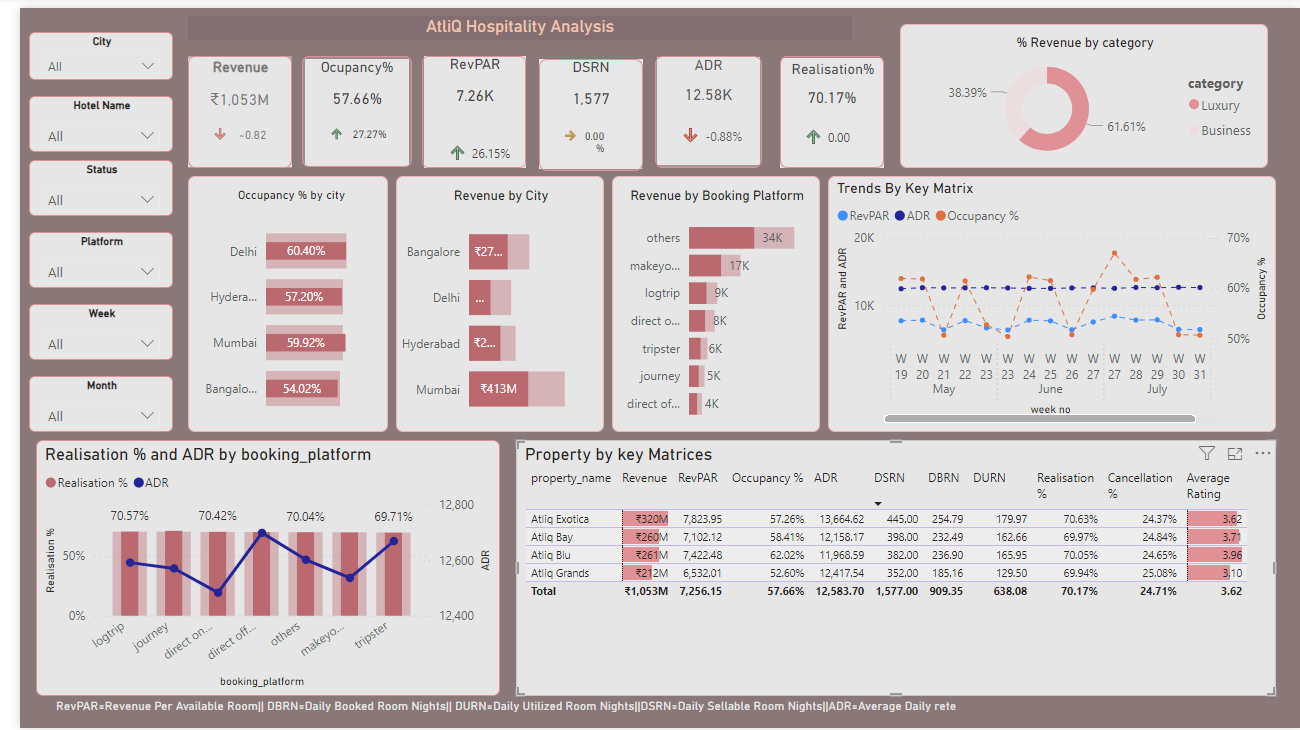 AtliQ Hospitality Analysis
City
All
Hotel Name
All
Status
All
Platform
All
Week
All
Month
All
Revenue
₹1,053M
-0.82
Ocupancy%
57.66%
27.27%
RevPAR
7.26K
26.15%
DSRN
1,577
0.00
%
ADR
12.58K
-0.88%
Realisation%
70.17%
0.00
% Revenue by category
38.39%
61.61%
category
Luxury
Business
Occupancy % by city
Delhi 60.40%
Hydera... 57.20%
Mumbai 59.92%
Bangalo... 54.02%
Revenue by City
Bangalore ₹27...
Delhi ...
Hyderabad ₹2...
Mumbai ₹413M
Revenue by Booking Platform
others 34K
makeyo... 17K
logtrip 9K
direct o... 8K
tripster 6K
journey 5K
direct of... 4K
Trends By Key Matrix
RevPAR ADR Occupancy %
20K
10K
RevPAR and ADR
70%
60%
50%
Occupancy %
W W W W W W W W W W W W W W W
19 20 21 22 23 23 24 25 26 27 27 28 29 30 31
May June July
week no
Realisation % and ADR by booking_platform
Realisation % ADR
70.57% 70.42% 70.04% 69.71%
50%
0%
Realisation %
12,800
12,600
12,400
ADR
logtrip journey direct on... direct off... others makeyo... tripster
booking_platform
Property by key Matrices
property_name Revenue RevPAR Occupancy % ADR DSRN DBRN DURN Realisation % Cancellation % Average Rating
Atliq Exotica ₹320M 7,823.95 57.26% 13,664.62 445.00 254.79 179.97 70.63% 24.37% 3.62
Atliq Bay ₹260M 7,102.12 58.41% 12,158.17 398.00 232.49 162.66 69.97% 24.84% 3.71
Atliq Blu ₹261M 7,422.48 62.02% 11,968.59 382.00 236.90 165.95 70.05% 24.65% 3.96
Atliq Grands ₹212M 6,532.01 52.60% 12,417.54 352.00 185.16 129.50 69.94% 25.08% 3.10
Total ₹1,053M 7,256.15 57.66% 12,583.70 1,577.00 909.35 638.08 70.17% 24.71% 3.62
RevPAR=Revenue Per Available Room|| DBRN=Daily Booked Room Nights|| DURN=Daily Utilized Room Nights||DSRN=Daily Sellable Room Nights||ADR=Average Daily rete